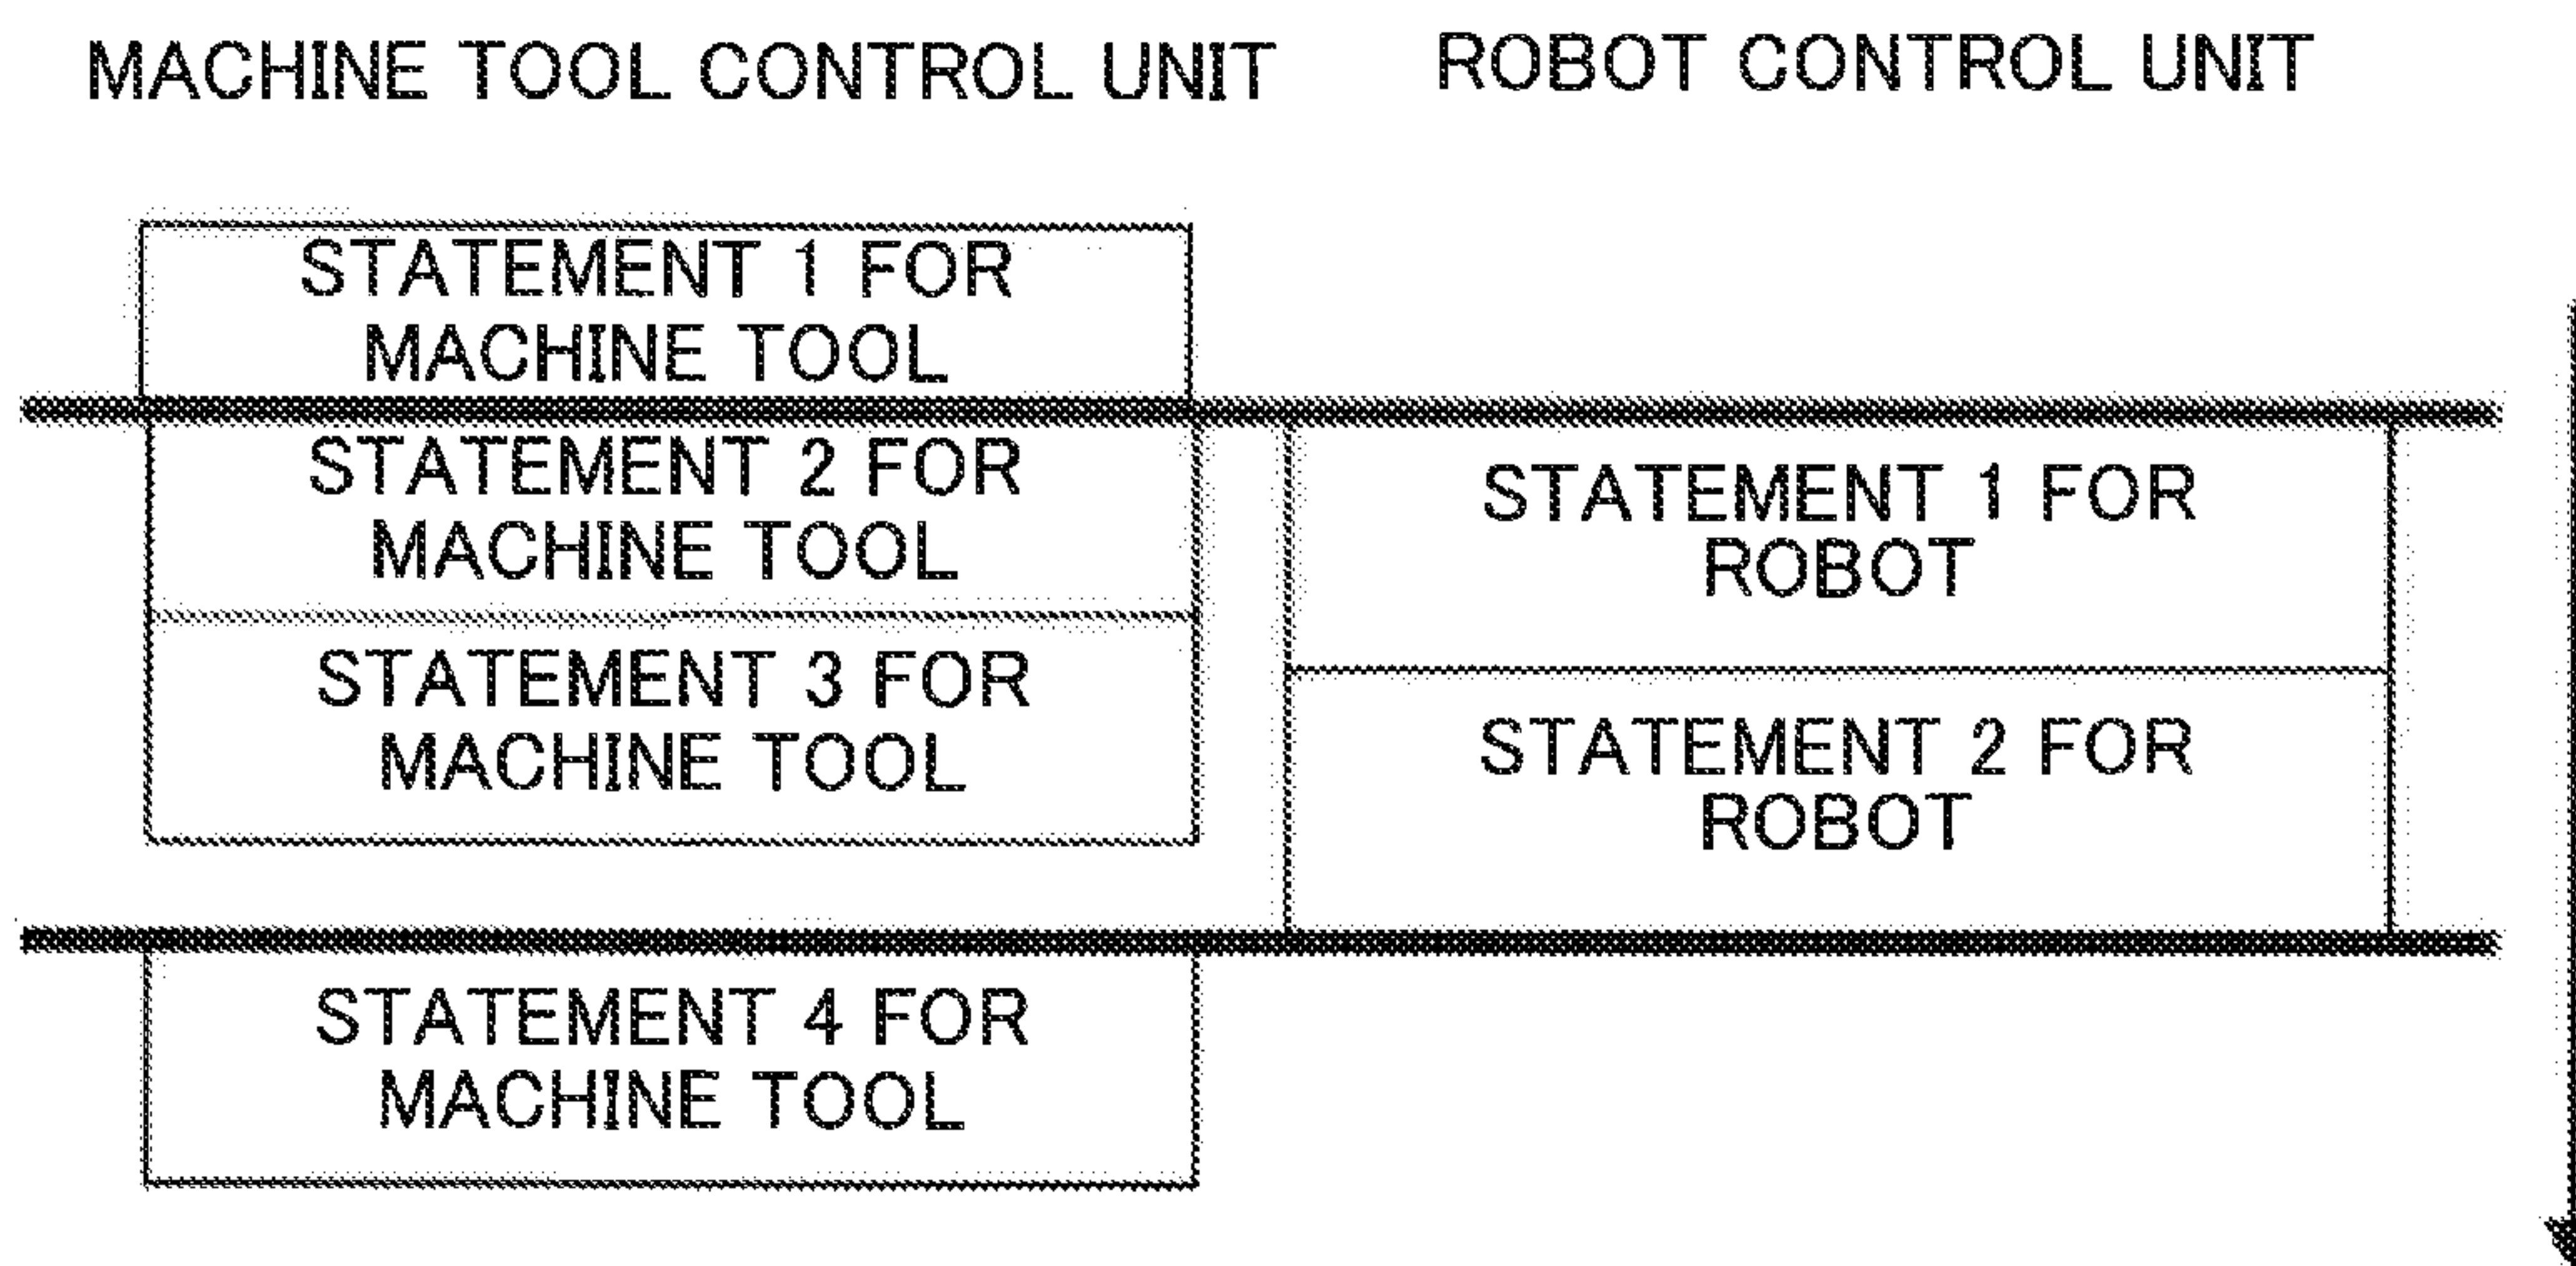 MACHINE TOOL CONTROL UNIT
ROBOT CONTROL UNIT
STATEMENT 1 FOR
MACHINE TOOL
STATEMENT 2 FOR
MACHINE TOOL
STATEMENT 1 FOR
ROBOT
STATEMENT 3 FOR
MACHINE TOOL
STATEMENT 2 FOR
ROBOT
STATEMENT 4 FOR
MACHINE TOOL